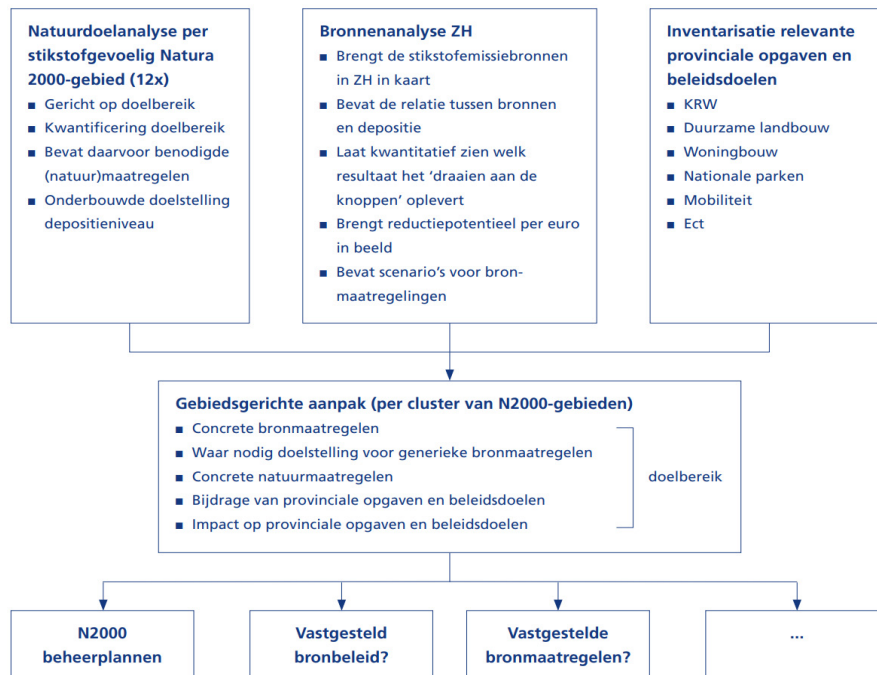 Natuurdoelanalyse per
stikstofgevoelig Natura
2000-gebied (12x)
▪ Gericht op doelbereik
▪ Kwantificering doelbereik
▪ Bevat daarvoor benodigde
(natuur)maatregelen
▪ Onderbouwde doelstelling
depositieniveau
Bronnenanalyse ZH
▪ Brengt de stikstofemissiebronnen
in ZH in kaart
▪ Bevat de relatie tussen bronnen
en depositie
▪ Laat kwantitatief zien welk
resultaat het ‘draaien aan de
knoppen’ oplevert
▪ Brengt reductiepotentieel per euro
in beeld
▪ Bevat scenario’s voor bron-
maatregelingen
Inventarisatie relevante
provinciale opgaven en
beleidsdoelen
▪ KRW
▪ Duurzame landbouw
▪ Woningbouw
▪ Nationale parken
▪ Mobiliteit
▪ Ect
Gebiedsgerichte aanpak (per cluster van N2000-gebieden)
▪ Concrete bronmaatregelen
▪ Waar nodig doelstelling voor generieke bronmaatregelen
▪ Concrete natuurmaatregelen
▪ Bijdrage van provinciale opgaven en beleidsdoelen
▪ Impact op provinciale opgaven en beleidsdoelen
doelbereik
N2000
beheerplannen
Vastgesteld
bronbeleid?
Vastgestelde
bronmaatregelen?
...